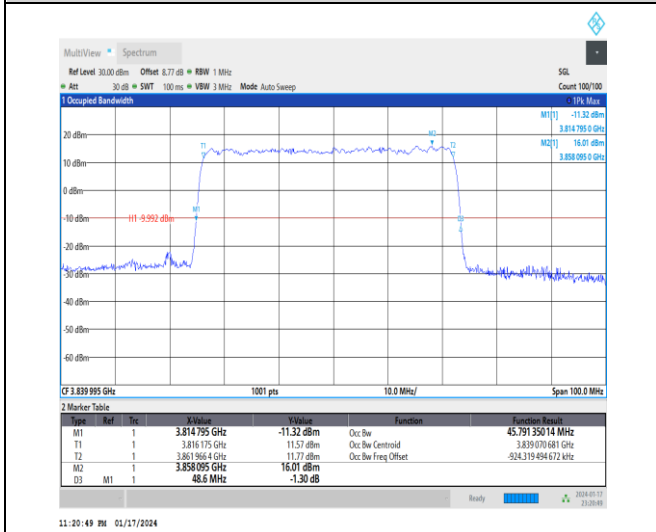 MultiView Spectrum
Ref Level 30.00 dBm Offset 8.77 dB RBW 1 MHz SGL
Att 30 dB SWT 100 ms VBW 3 MHz Mode Auto Sweep Count 100/100
1 Occupied Bandwidth 1Pk Max
M1[1] -11.32 dBm
3.814 795 0 GHz
M2[1] 16.01 dBm
3.858 095 0 GHz
20 dBm
M2
T1 T2
10 dBm
0 dBm
M1
-10 dBm H1 -9.992 dBm D3
-20 dBm
-30 dBm
-40 dBm
-50 dBm
-60 dBm
CF 3.839 995 GHz 1001 pts 10.0 MHz/ Span 100.0 MHz
2 Marker Table
Type Ref Trc X-Value Y-Value Function Function Result
M1 1 3.814 795 GHz -11.32 dBm Occ Bw 45.791 350 14 MHz
T1 1 3.816 175 GHz 11.57 dBm Occ Bw Centroid 3.839 070 681 GHz
T2 1 3.861 966 4 GHz 11.77 dBm Occ Bw Freq Offset -924.319 494 672 kHz
M2 1 3.858 095 GHz 16.01 dBm
D3 M1 1 48.6 MHz -1.30 dB
Ready 2024-01-17
23:20:49
11:20:49 PM 01/17/2024